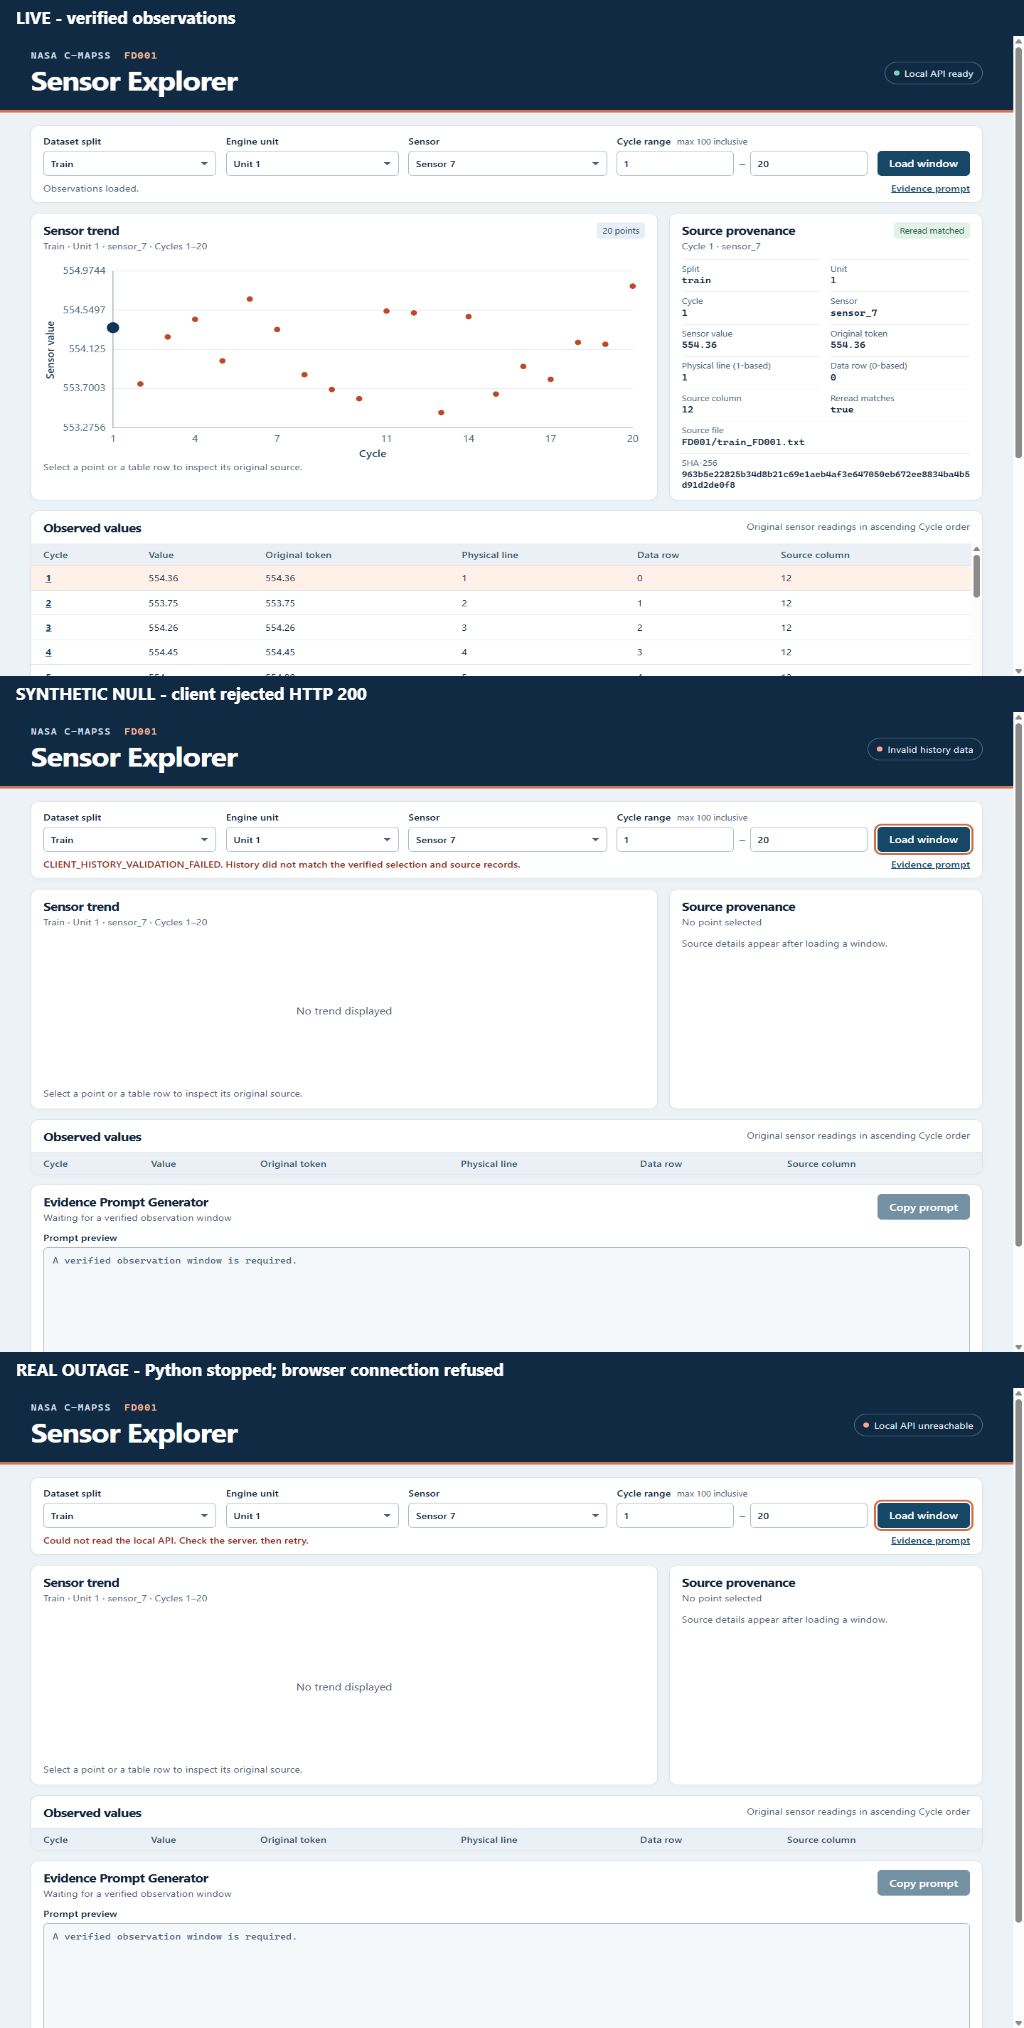 LIVE - verified observations
NASA C-MAPSS FD001
Sensor Explorer
Local API ready
Dataset split
Engine unit
Sensor
Cycle range max 100 inclusive
Train
Unit 1
Sensor 7
1 – 20
Load window
Observations loaded.
Evidence prompt
Sensor trend
20 points
Train · Unit 1 · sensor_7 · Cycles 1–20
554.9744
554.5497
554.125
553.7003
553.2756
Sensor value
1 4 7 11 14 17 20
Cycle
Select a point or a table row to inspect its original source.
Source provenance
Reread matched
Cycle 1 · sensor_7
Split Unit
train 1
Cycle Sensor
1 sensor_7
Sensor value Original token
554.36 554.36
Physical line (1-based) Data row (0-based)
1 0
Source column Reread matches
12 true
Source file
FD001/train_FD001.txt
SHA-256
963b5e22825b34d8b21c69e1aeb4af3e647050eb672ee8834ba4b5
d91d2de0f8
Observed values
Original sensor readings in ascending Cycle order
Cycle Value Original token Physical line Data row Source column
1 554.36 554.36 1 0 12
2 553.75 553.75 2 1 12
3 554.26 554.26 3 2 12
4 554.45 554.45 4 3 12
SYNTHETIC NULL - client rejected HTTP 200
NASA C-MAPSS FD001
Sensor Explorer
Invalid history data
Dataset split
Engine unit
Sensor
Cycle range max 100 inclusive
Train
Unit 1
Sensor 7
1 – 20
Load window
CLIENT_HISTORY_VALIDATION_FAILED. History did not match the verified selection and source records.
Evidence prompt
Sensor trend
Train · Unit 1 · sensor_7 · Cycles 1–20
No trend displayed
Select a point or a table row to inspect its original source.
Source provenance
No point selected
Source details appear after loading a window.
Observed values
Original sensor readings in ascending Cycle order
Cycle Value Original token Physical line Data row Source column
Evidence Prompt Generator
Waiting for a verified observation window
Copy prompt
Prompt preview
A verified observation window is required.
REAL OUTAGE - Python stopped; browser connection refused
NASA C-MAPSS FD001
Sensor Explorer
Local API unreachable
Dataset split
Engine unit
Sensor
Cycle range max 100 inclusive
Train
Unit 1
Sensor 7
1 – 20
Load window
Could not read the local API. Check the server, then retry.
Evidence prompt
Sensor trend
Train · Unit 1 · sensor_7 · Cycles 1–20
No trend displayed
Select a point or a table row to inspect its original source.
Source provenance
No point selected
Source details appear after loading a window.
Observed values
Original sensor readings in ascending Cycle order
Cycle Value Original token Physical line Data row Source column
Evidence Prompt Generator
Waiting for a verified observation window
Copy prompt
Prompt preview
A verified observation window is required.